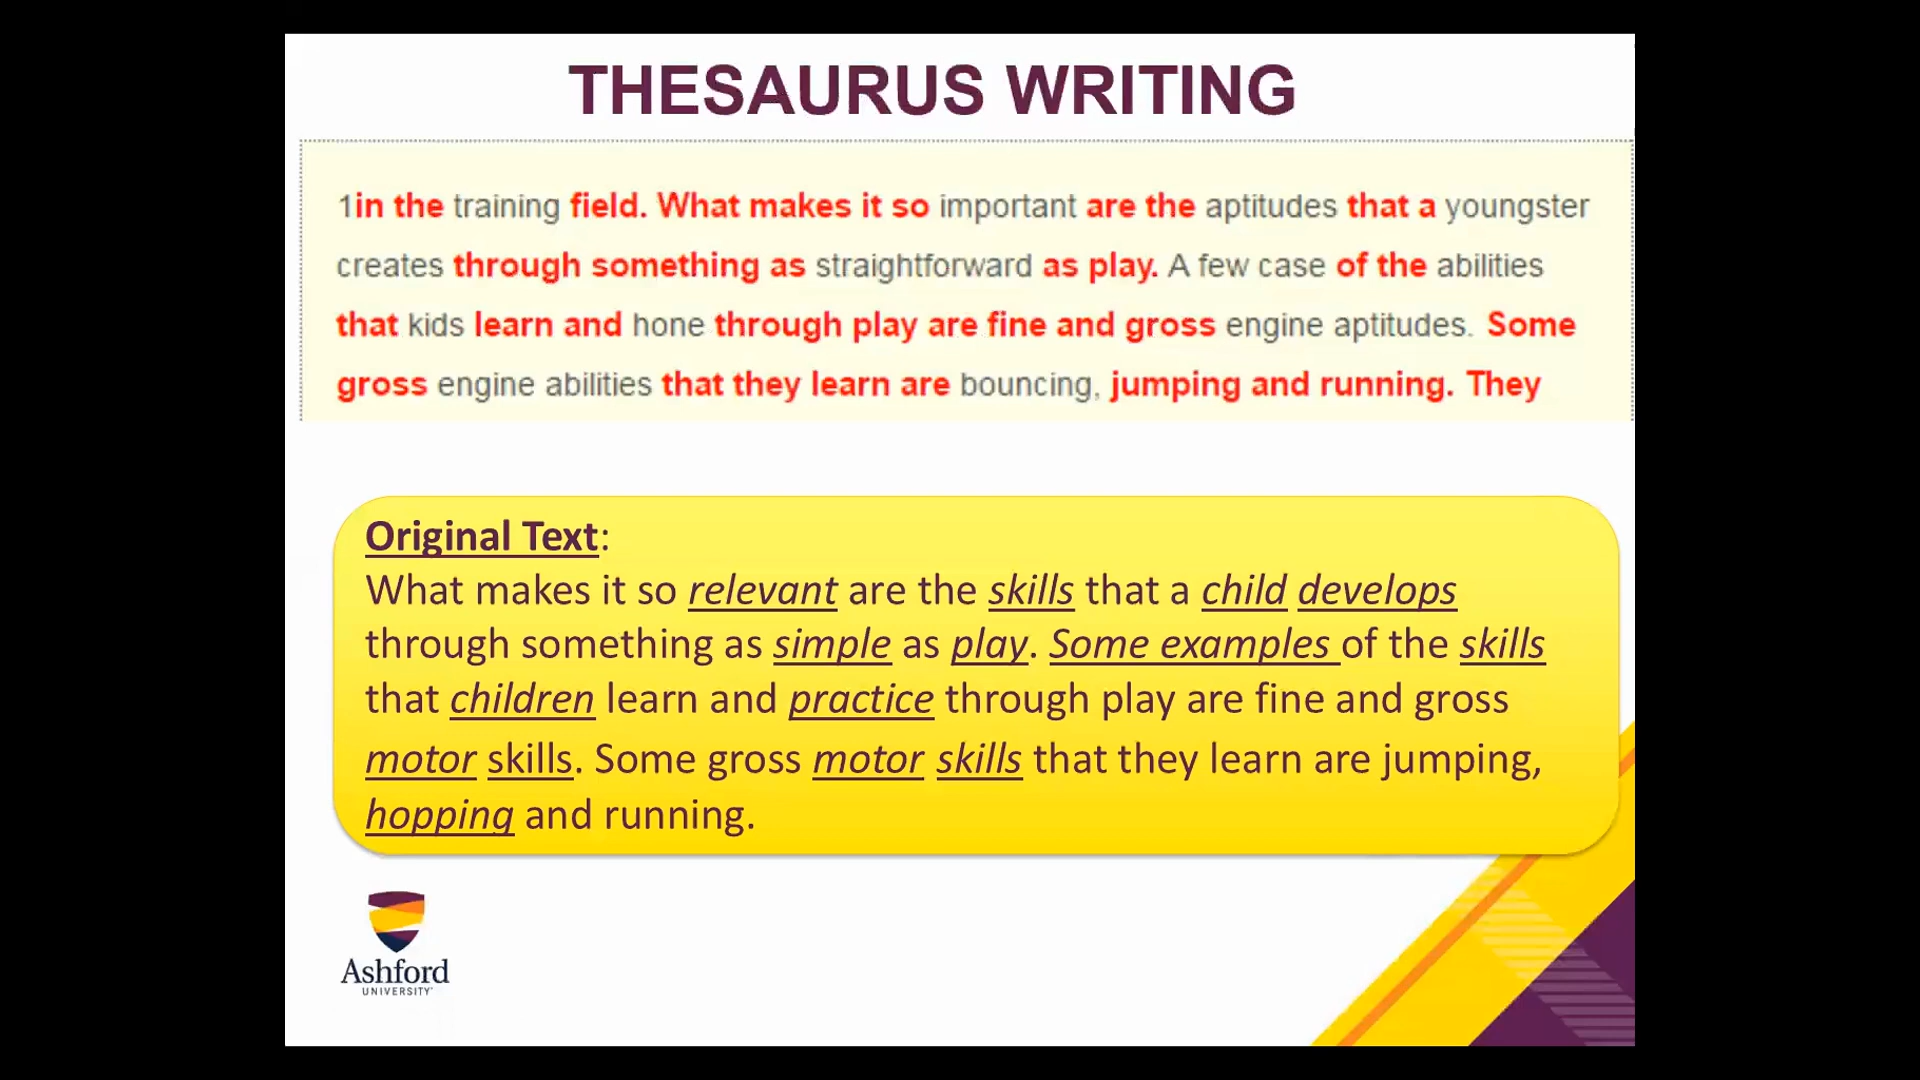 THESAURUS WRITING
1in the training field. What makes it so important are the aptitudes that a youngster
creates through something as straightforward as play. A few case of the abilities
that kids learn and hone through play are fine and gross engine aptitudes. Some
gross engine abilities that they learn are bouncing, jumping and running. They
Original Text:
What makes it so relevant are the skills that a child develops
through something as simple as play. Some examples of the skills
that children learn and practice through play are fine and gross
motor skills. Some gross motor skills that they learn are jumping,
hopping and running.
Ashford
UNIVERSITY